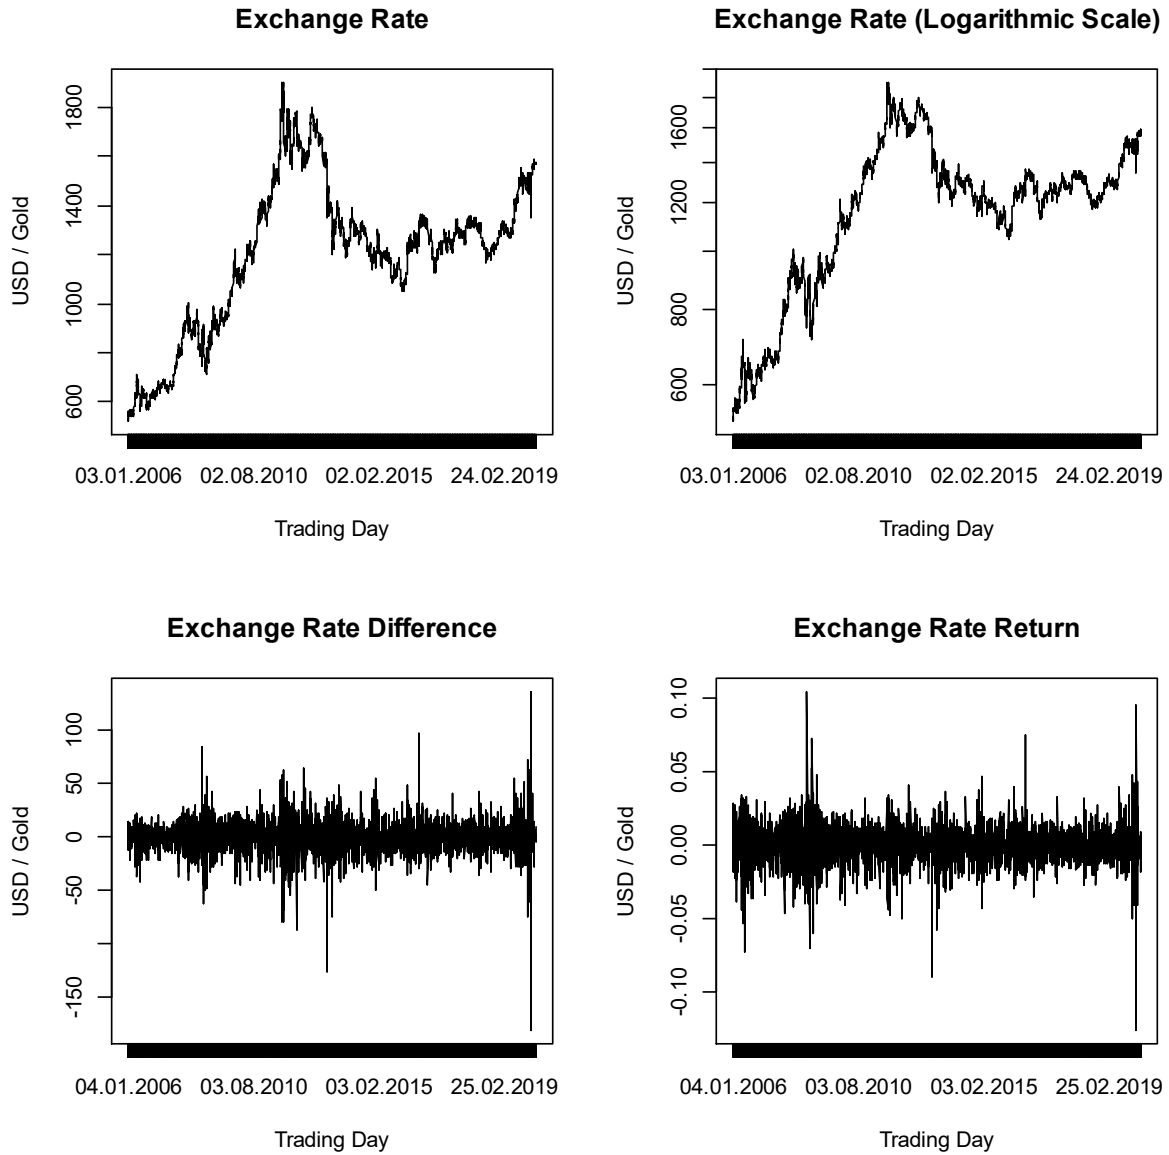 Exchange Rate
USD / Gold
1800
1400
1000
600
03.01.2006 02.08.2010 02.02.2015 24.02.2019
Trading Day
Exchange Rate (Logarithmic Scale)
USD / Gold
1600
1200
800
600
03.01.2006 02.08.2010 02.02.2015 24.02.2019
Trading Day
Exchange Rate Difference
USD / Gold
100
50
0
-50
-150
04.01.2006 03.08.2010 03.02.2015 25.02.2019
Trading Day
Exchange Rate Return
USD / Gold
0.10
0.05
0.00
-0.05
-0.10
04.01.2006 03.08.2010 03.02.2015 25.02.2019
Trading Day